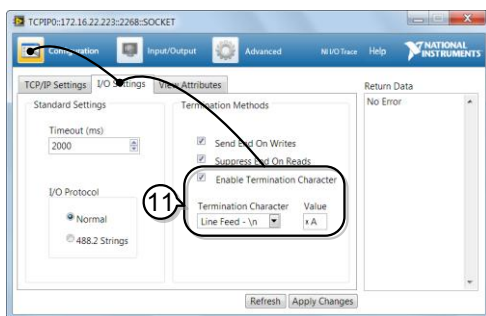 TCPIP0::172.16.22.223::2268::SOCKET
Configuration Input/Output Advanced NI I/O Trace Help NATIONAL INSTRUMENTS
TCP/IP Settings I/O Settings View Attributes
Return Data
No Error
Standard Settings
Timeout (ms)
2000
I/O Protocol
Normal
488.2 Strings
Termination Methods
Send End On Writes
Suppress End On Reads
Enable Termination Character
11
Termination Character Value
Line Feed - \n x A
Refresh Apply Changes